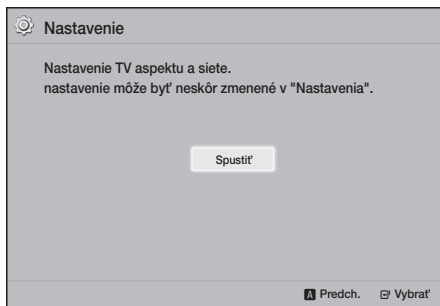 Nastavenie
Nastavenie TV aspektu a siete.
nastavenie môže byť neskôr zmenené v "Nastavenia".
Spustiť
A Predch. Vybrať